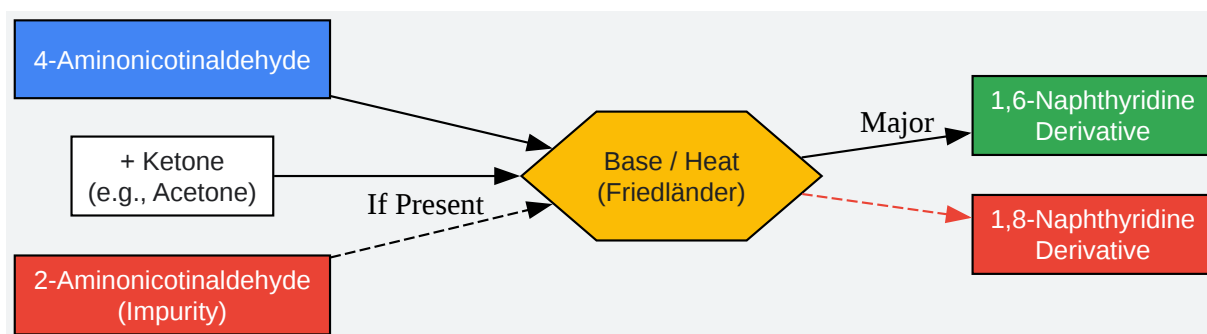 4-Aminonicotinaldehyde
+ Ketone
(e.g., Acetone)
If Present
2-Aminonicotinaldehyde
(Impurity)
Base / Heat
(Friedländer)
Major
1,6-Naphthyridine
Derivative
1,8-Naphthyridine
Derivative